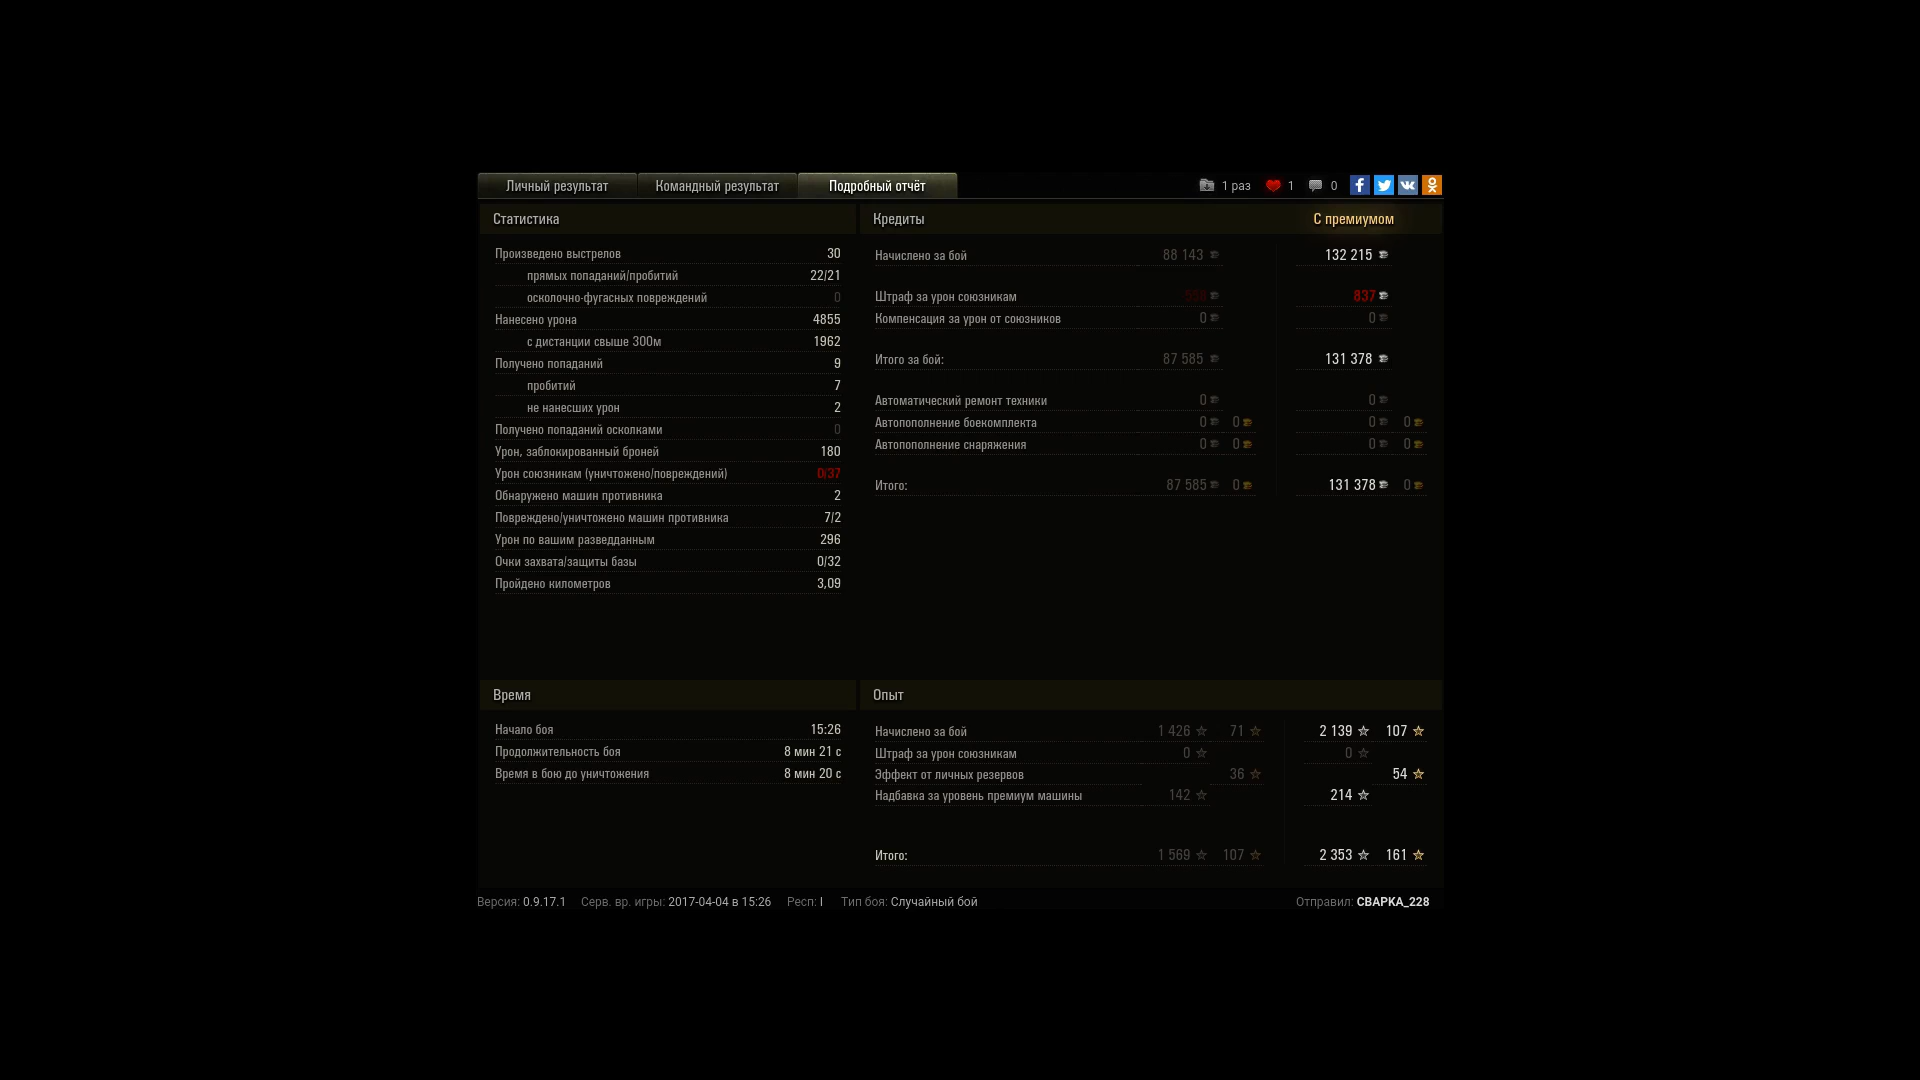 Личный результат Командный результат Подробный отчёт 1 раз 1 0
Статистика
Произведено выстрелов 30
прямых попаданий/пробитий 22/21
осколочно-фугасных повреждений 0
Нанесено урона 4855
с дистанции свыше 300м 1962
Получено попаданий 9
пробитий 7
не нанесших урон 2
Получено попаданий осколками 0
Урон, заблокированный броней 180
Урон союзникам (уничтожено/повреждений) 0/37
Обнаружено машин противника 2
Повреждено/уничтожено машин противника 7/2
Урон по вашим разведданным 296
Очки захвата/защиты базы 0/32
Пройдено километров 3,09
Кредиты С премиумом
Начислено за бой 88 143 132 215
Штраф за урон союзникам 558 837
Компенсация за урон от союзников 0 0
Итого за бой: 87 585 131 378
Автоматический ремонт техники 0 0
Автопополнение боекомплекта 0 0 0 0
Автопополнение снаряжения 0 0 0 0
Итого: 87 585 0 131 378 0
Время
Начало боя 15:26
Продолжительность боя 8 мин 21 с
Время в бою до уничтожения 8 мин 20 с
Опыт
Начислено за бой 1 426 71 2 139 107
Штраф за урон союзникам 0 0
Эффект от личных резервов 36 54
Надбавка за уровень премиум машины 142 214
Итого: 1 569 107 2 353 161
Версия: 0.9.17.1 Серв. вр. игры: 2017-04-04 в 15:26 Респ: I Тип боя: Случайный бой Отправил: CBAPKA_228